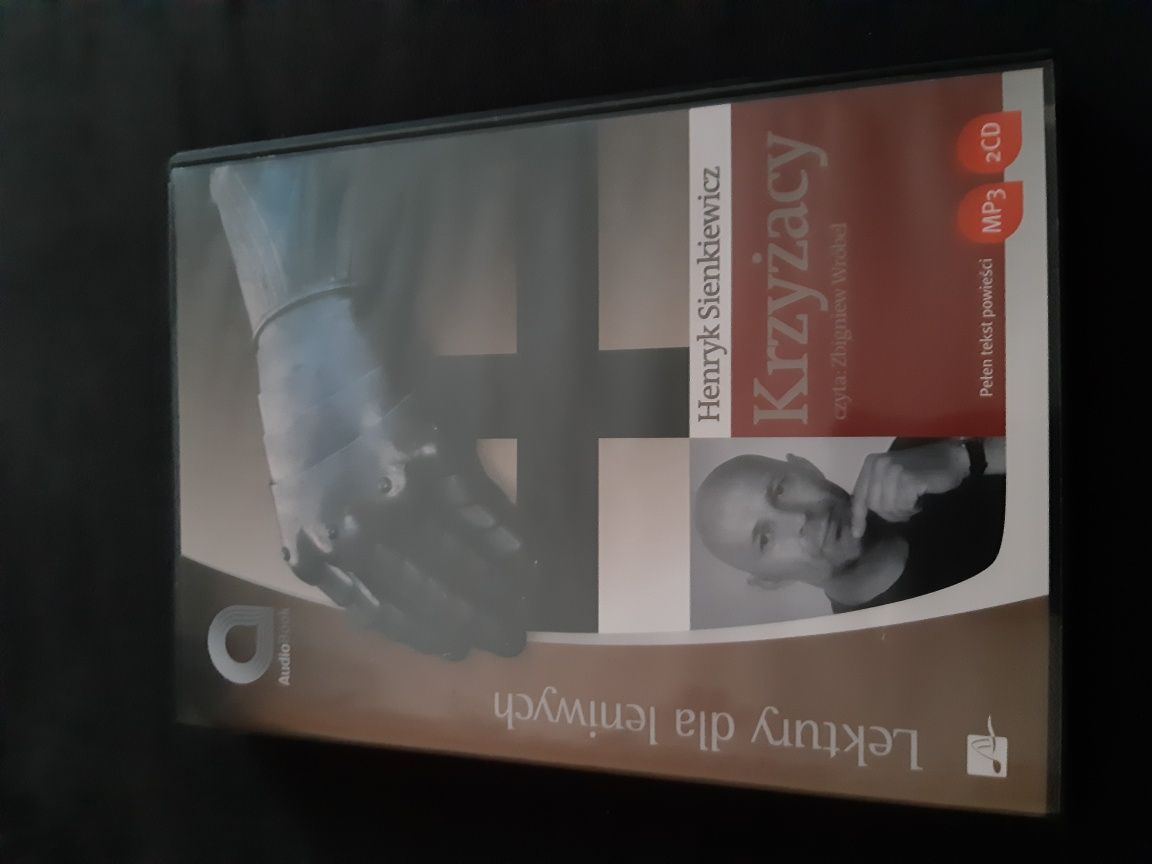 AudioBook
Lektury dla leniwych
Henryk Sienkiewicz
Krzyżacy
czyta: Zbigniew Wróbel
Pełen tekst powieści
MP3
2CD